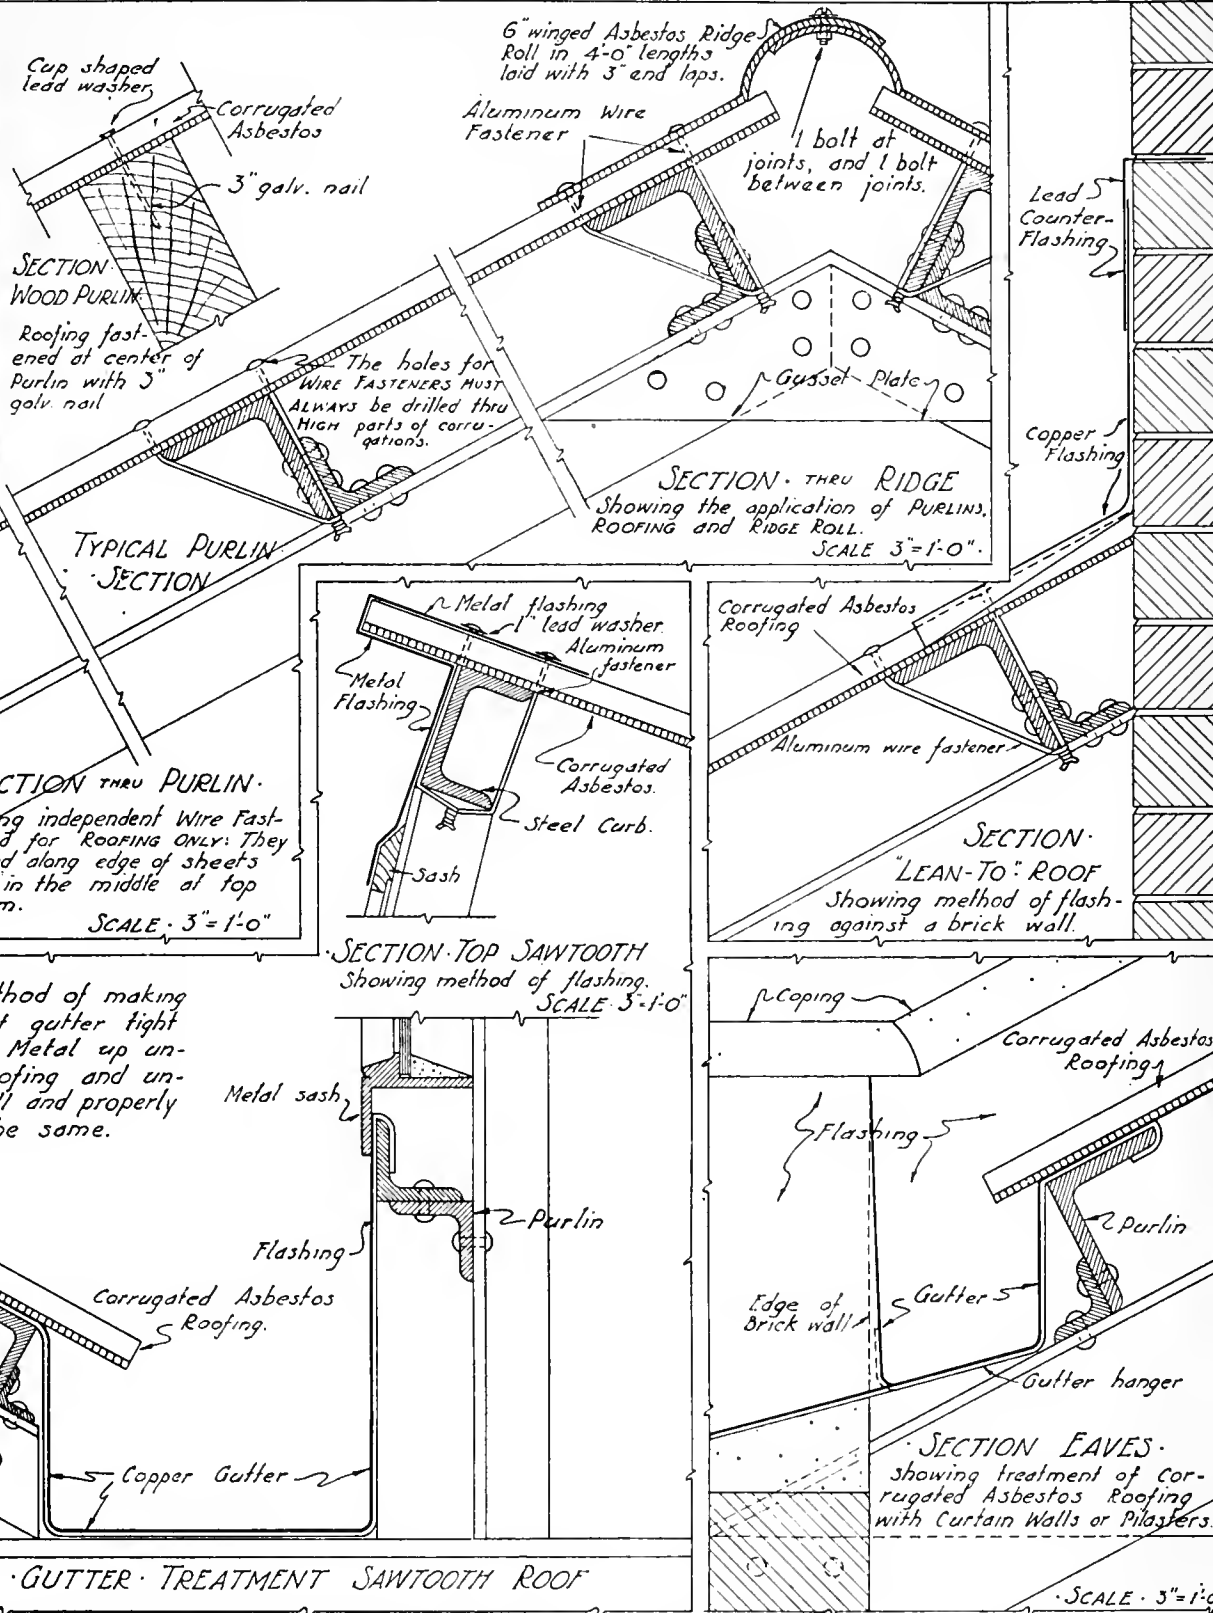 Cup shaped
lead washer
Corrugated
Asbestos
3" galv. nail
SECTION·
WOOD PURLIN·
Roofing fast-
ened at center of
Purlin with 3"
galv. nail
6" winged Asbestos Ridge
Roll in 4'-0" lengths
laid with 3" end laps.
Aluminum Wire
Fastener
1 bolt at
joints, and 1 bolt
between joints.
The holes for
WIRE FASTENERS MUST
ALWAYS be drilled thru
HIGH parts of corru-
gations.
Gusset Plate
SECTION· THRU RIDGE
Showing the application of PURLINS,
ROOFING and RIDGE ROLL.
SCALE 3"=1'-0"·
TYPICAL PURLIN·
·SECTION
Lead
Counter-
Flashing
Copper
Flashing
CTION THRU PURLIN·
ng independent Wire Fast-
d for ROOFING ONLY: They
d along edge of sheets
in the middle at top
m.
SCALE · 3"=1'-0"
Metal flashing
1" lead washer.
Aluminum
fastener
Metal
Flashing
Corrugated
Asbestos.
Steel Curb.
Sash
·SECTION·TOP SAWTOOTH
Showing method of flashing.
SCALE·3"=1'-0"
Corrugated Asbestos
Roofing
Aluminum wire fastener
SECTION·
"LEAN-TO": ROOF
Showing method of flash-
ing against a brick wall.
thod of making
t gutter tight
Metal up un-
ofing and un-
ll and properly
he same.
Metal sash
Purlin
Flashing
Corrugated Asbestos
Roofing.
Copper Gutter
·GUTTER· TREATMENT SAWTOOTH ROOF
Coping
Corrugated Asbestos
Roofing
Flashing
Purlin
Edge of
Brick wall
Gutter
Gutter hanger
·SECTION EAVES·
showing treatment of Cor-
rugated Asbestos Roofing
with Curtain Walls or Pilasters.
·SCALE · 3"=1'-0